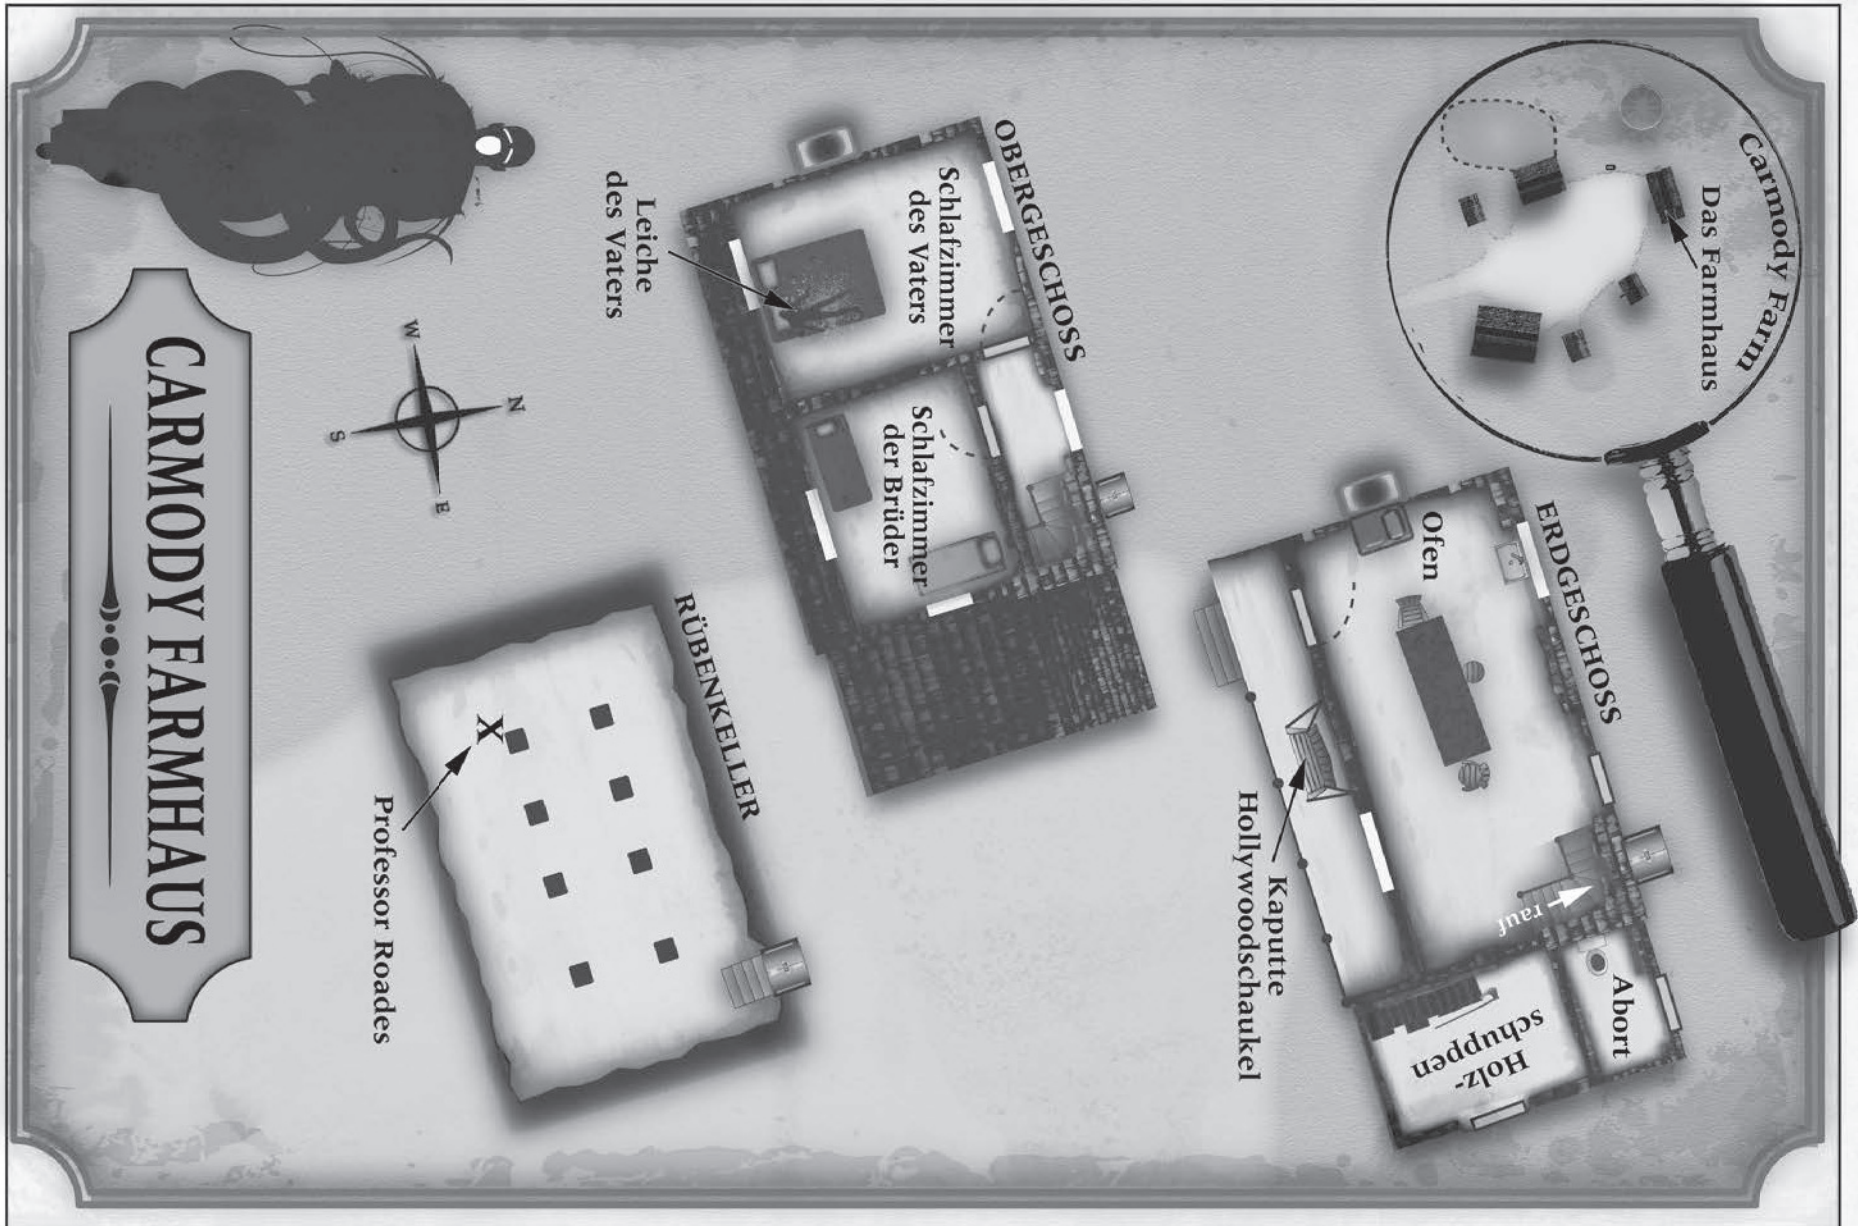 Carmody Farm
Das Farmhaus
ERDGESCHOSS
Ofen
rauf
Abort
Holz-
schuppen
Kaputte
Hollywoodschaukel
OBERGESCHOSS
Schlafzimmer
des Vaters
Schlafzimmer
der Brüder
Leiche
des Vaters
RÜBENKELLER
X
Professor Roades
N
W
E
S
CARMODY FARMHAUS